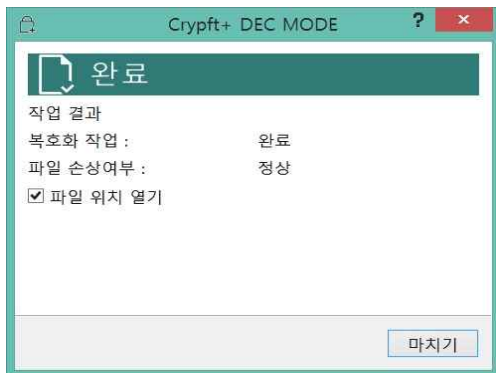 Crypft+ DEC MODE
?
×
완료
작업 결과
복호화 작업 : 완료
파일 손상여부 : 정상
파일 위치 열기
마치기